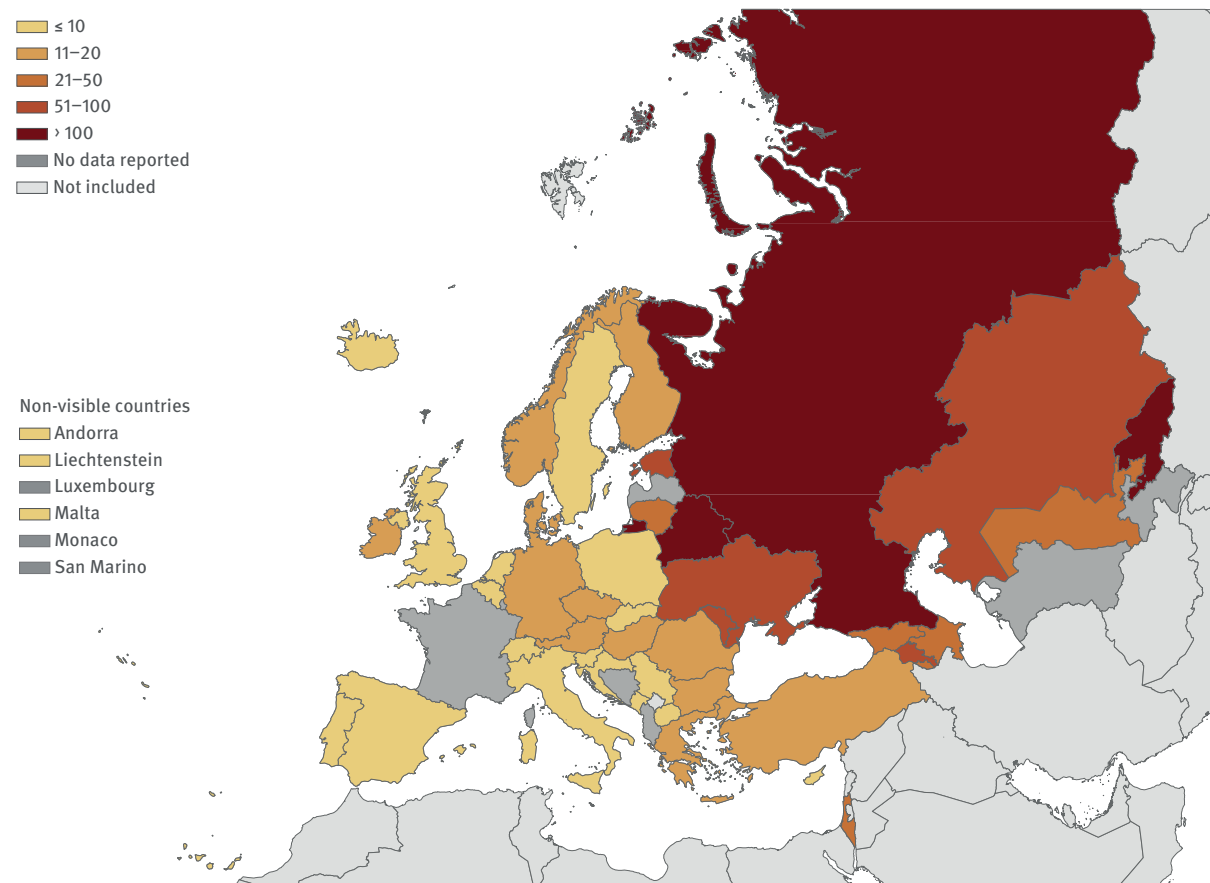 ≤ 10
11–20
21–50
51–100
> 100
No data reported
Not included
Non-visible countries
Andorra
Liechtenstein
Luxembourg
Malta
Monaco
San Marino